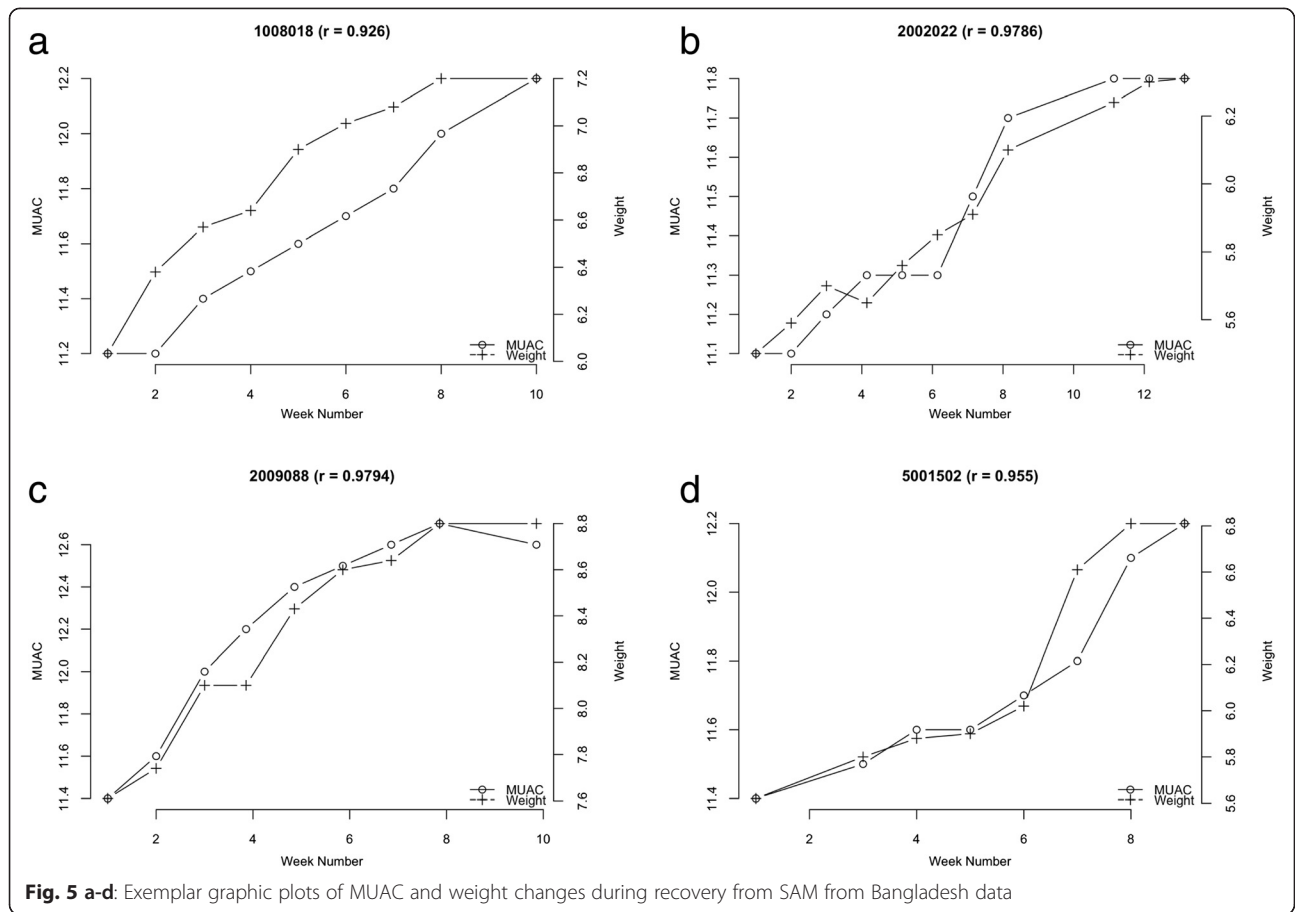 a
1008018 (r = 0.926)
MUAC
11.2 11.4 11.6 11.8 12.0 12.2
6.0 6.2 6.4 6.6 6.8 7.0 7.2
Weight
MUAC
Weight
2 4 6 8 10
Week Number
b
2002022 (r = 0.9786)
MUAC
11.1 11.2 11.3 11.4 11.5 11.6 11.7 11.8
5.6 5.8 6.0 6.2
Weight
MUAC
Weight
2 4 6 8 10 12
Week Number
c
2009088 (r = 0.9794)
MUAC
11.4 11.6 11.8 12.0 12.2 12.4 12.6
7.6 7.8 8.0 8.2 8.4 8.6 8.8
Weight
MUAC
Weight
2 4 6 8 10
Week Number
d
5001502 (r = 0.955)
MUAC
11.4 11.6 11.8 12.0 12.2
5.6 5.8 6.0 6.2 6.4 6.6 6.8
Weight
MUAC
Weight
2 4 6 8
Week Number
Fig. 5 a-d: Exemplar graphic plots of MUAC and weight changes during recovery from SAM from Bangladesh data